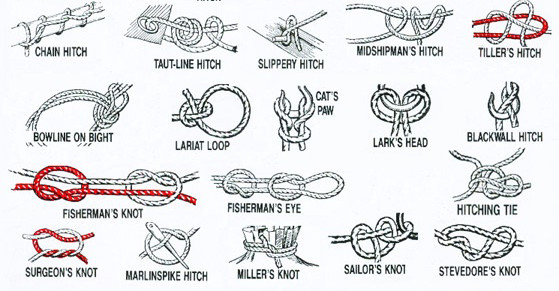 CHAIN HITCH
TAUT-LINE HITCH
SLIPPERY HITCH
MIDSHIPMAN'S HITCH
TILLER'S HITCH
BOWLINE ON BIGHT
LARIAT LOOP
CAT'S
PAW
LARK'S HEAD
BLACKWALL HITCH
FISHERMAN'S KNOT
FISHERMAN'S EYE
HITCHING TIE
SURGEON'S KNOT
MARLINSPIKE HITCH
MILLER'S KNOT
SAILOR'S KNOT
STEVEDORE'S KNOT